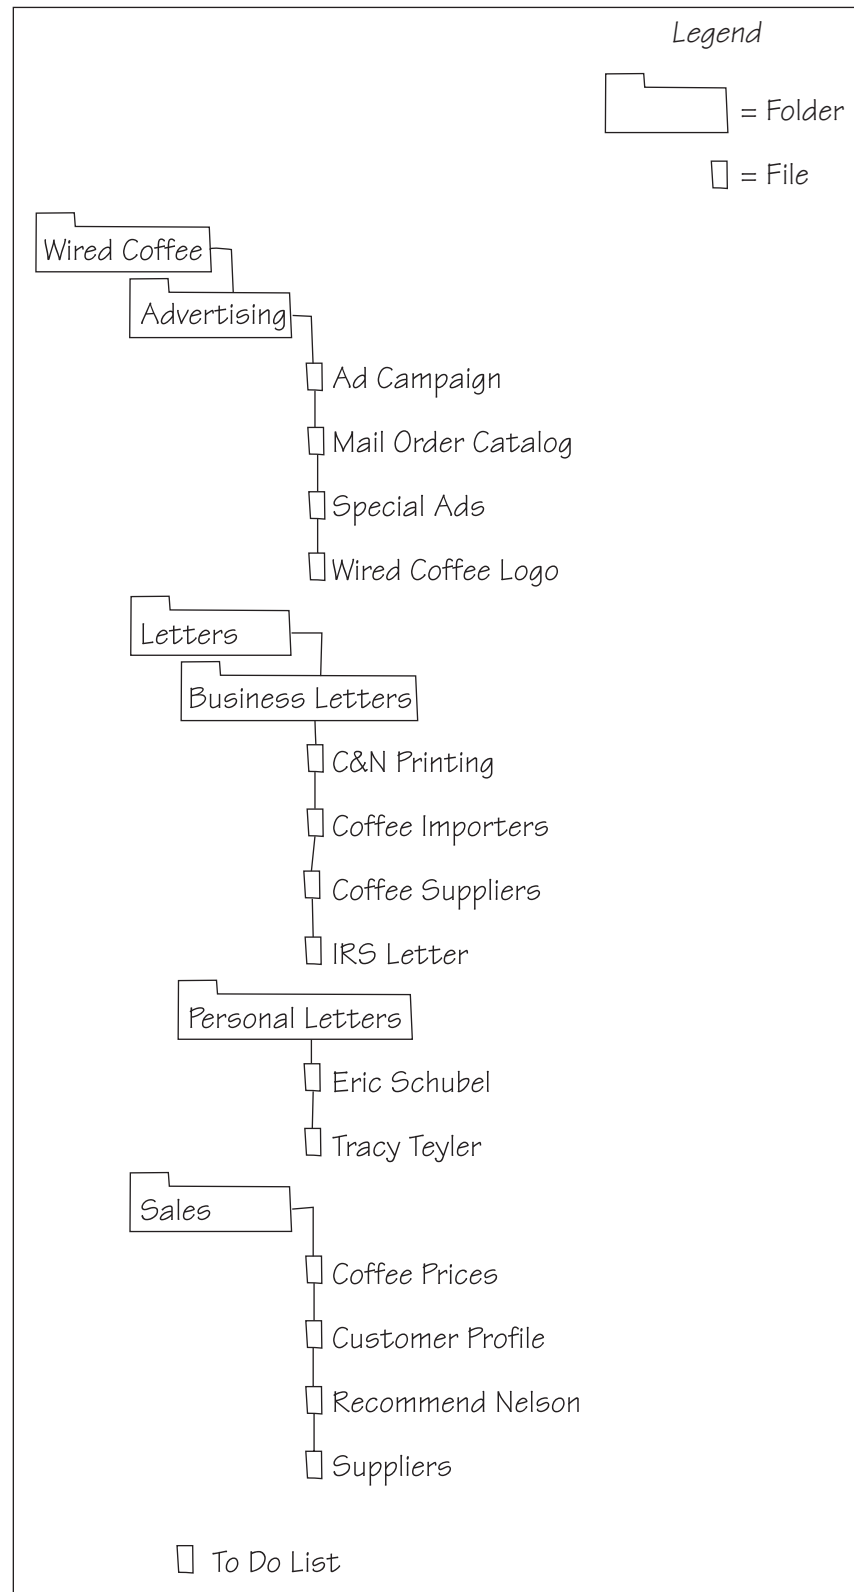 Legend
= Folder
= File
Wired Coffee
Advertising
Ad Campaign
Mail Order Catalog
Special Ads
Wired Coffee Logo
Letters
Business Letters
C&N Printing
Coffee Importers
Coffee Suppliers
IRS Letter
Personal Letters
Eric Schubel
Tracy Teyler
Sales
Coffee Prices
Customer Profile
Recommend Nelson
Suppliers
To Do List